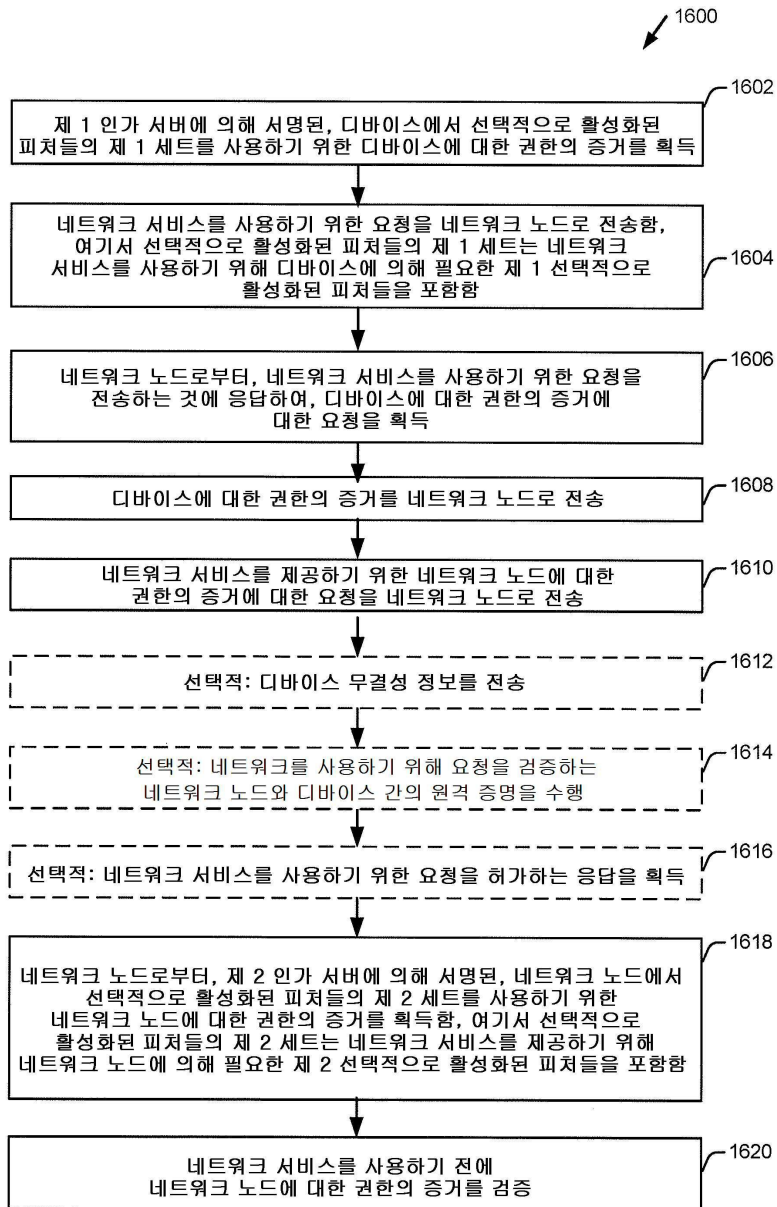 1600
1602
제 1 인가 서버에 의해 서명된, 디바이스에서 선택적으로 활성화된
피처들의 제 1 세트를 사용하기 위한 디바이스에 대한 권한의 증거를 획득
네트워크 서비스를 사용하기 위한 요청을 네트워크 노드로 전송함,
여기서 선택적으로 활성화된 피처들의 제 1 세트는 네트워크
서비스를 사용하기 위해 디바이스에 의해 필요한 제 1 선택적으로
활성화된 피처들을 포함함
1604
네트워크 노드로부터, 네트워크 서비스를 사용하기 위한 요청을
전송하는 것에 응답하여, 디바이스에 대한 권한의 증거에
대한 요청을 획득
1606
디바이스에 대한 권한의 증거를 네트워크 노드로 전송
1608
네트워크 서비스를 제공하기 위한 네트워크 노드에 대한
권한의 증거에 대한 요청을 네트워크 노드로 전송
1610
선택적: 디바이스 무결성 정보를 전송
1612
선택적: 네트워크를 사용하기 위해 요청을 검증하는
네트워크 노드와 디바이스 간의 원격 증명을 수행
1614
선택적: 네트워크 서비스를 사용하기 위한 요청을 허가하는 응답을 획득
1616
네트워크 노드로부터, 제 2 인가 서버에 의해 서명된, 네트워크 노드에서
선택적으로 활성화된 피처들의 제 2 세트를 사용하기 위한
네트워크 노드에 대한 권한의 증거를 획득함, 여기서 선택적으로
활성화된 피처들의 제 2 세트는 네트워크 서비스를 제공하기 위해
네트워크 노드에 의해 필요한 제 2 선택적으로 활성화된 피처들을 포함함
1618
네트워크 서비스를 사용하기 전에
네트워크 노드에 대한 권한의 증거를 검증
1620